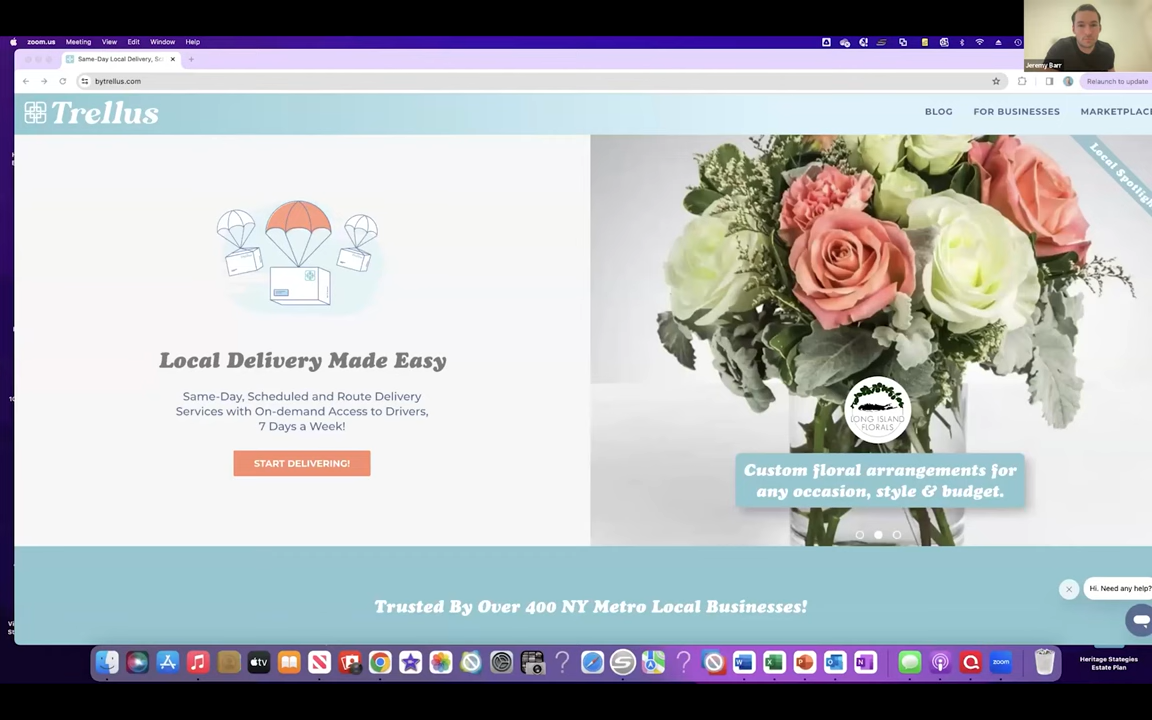 zoom.us Meeting View Edit Window Help
Jeremy Barr
Same-Day Local Delivery, Sc
bytrellus.com
Relaunch to update
Trellus
BLOG FOR BUSINESSES MARKETPLAC
Local Spotligh
Local Delivery Made Easy
Same-Day, Scheduled and Route Delivery
Services with On-demand Access to Drivers,
7 Days a Week!
START DELIVERING!
LONG ISLAND
FLORALS
Custom floral arrangements for
any occasion, style & budget.
Trusted By Over 400 NY Metro Local Businesses!
Hi. Need any help?
tv
zoom
Heritage Stategies
Estate Plan